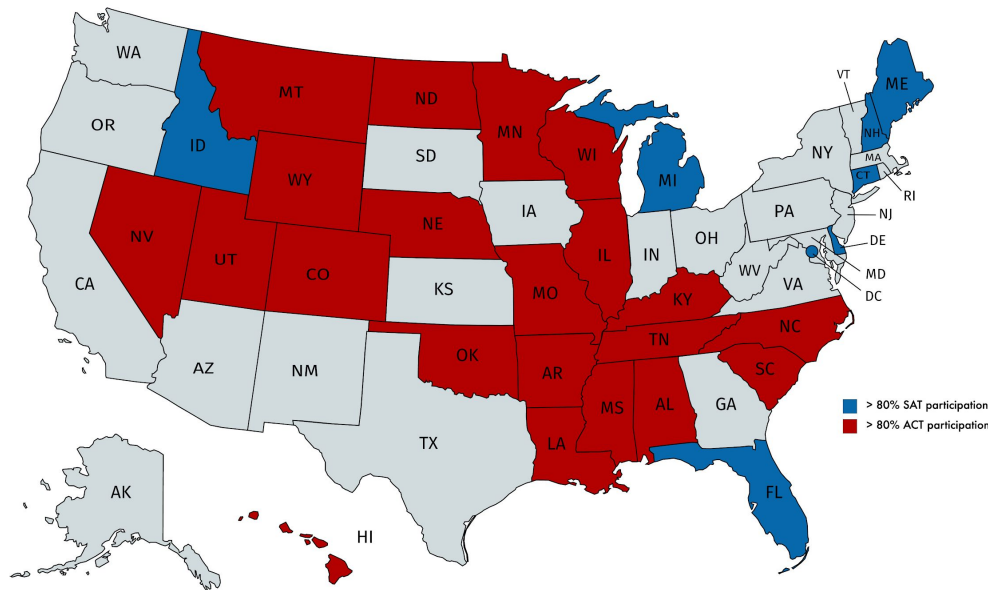 WA
MT
ND
MN
VT
ME
OR
ID
SD
WI
NH
NY
MA
WY
MI
CT
RI
IA
PA
NJ
NV
NE
OH
DE
UT
CO
IL
IN
WV
MD
CA
KS
MO
VA
DC
KY
NC
AZ
NM
OK
TN
AR
SC
MS
AL
GA
> 80% SAT participation
> 80% ACT participation
TX
LA
AK
HI
FL